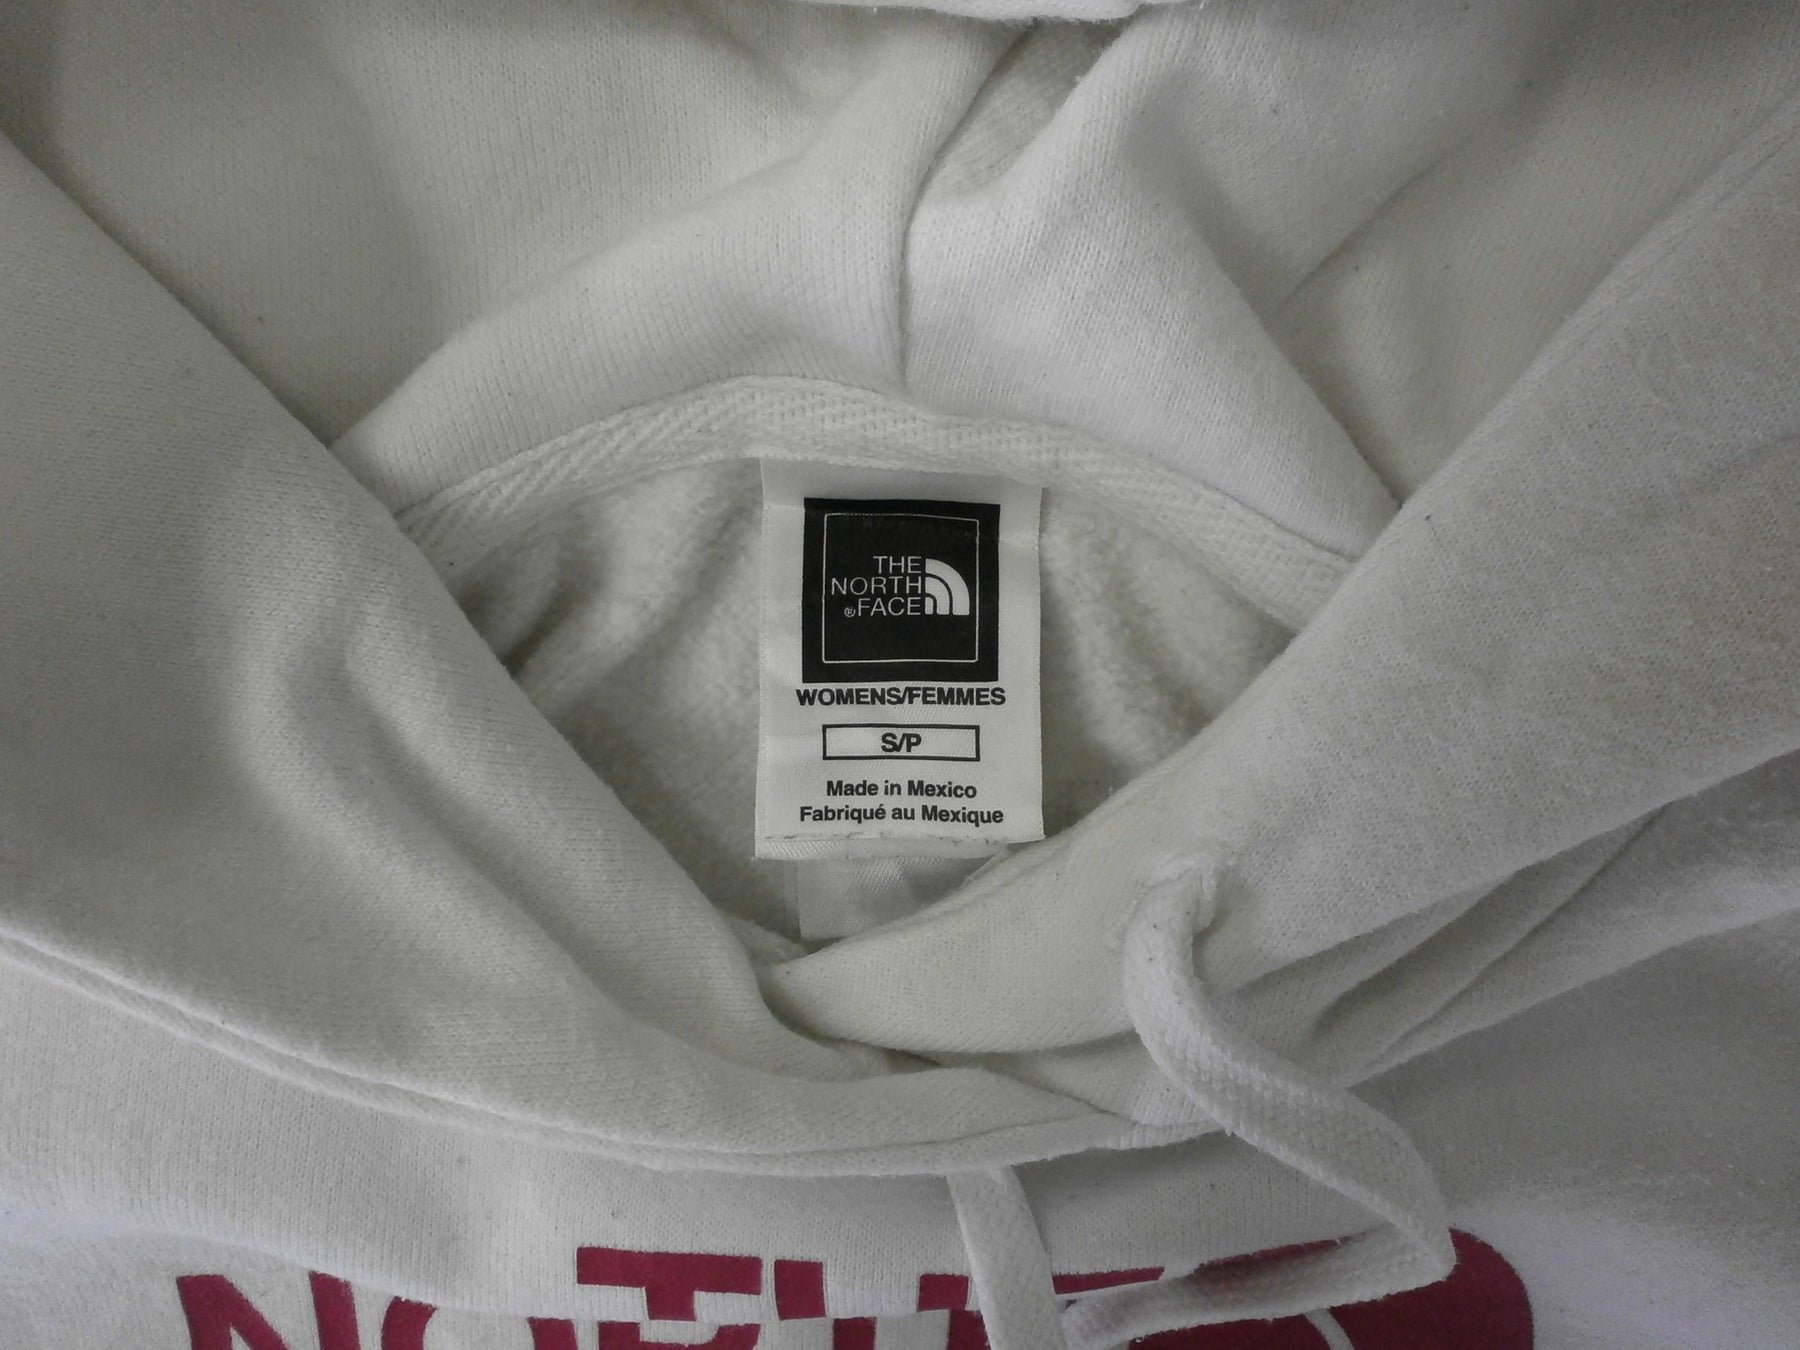 THE
NORTH
®FACE
WOMENS/FEMMES
S/P
Made in Mexico
Fabriqué au Mexique